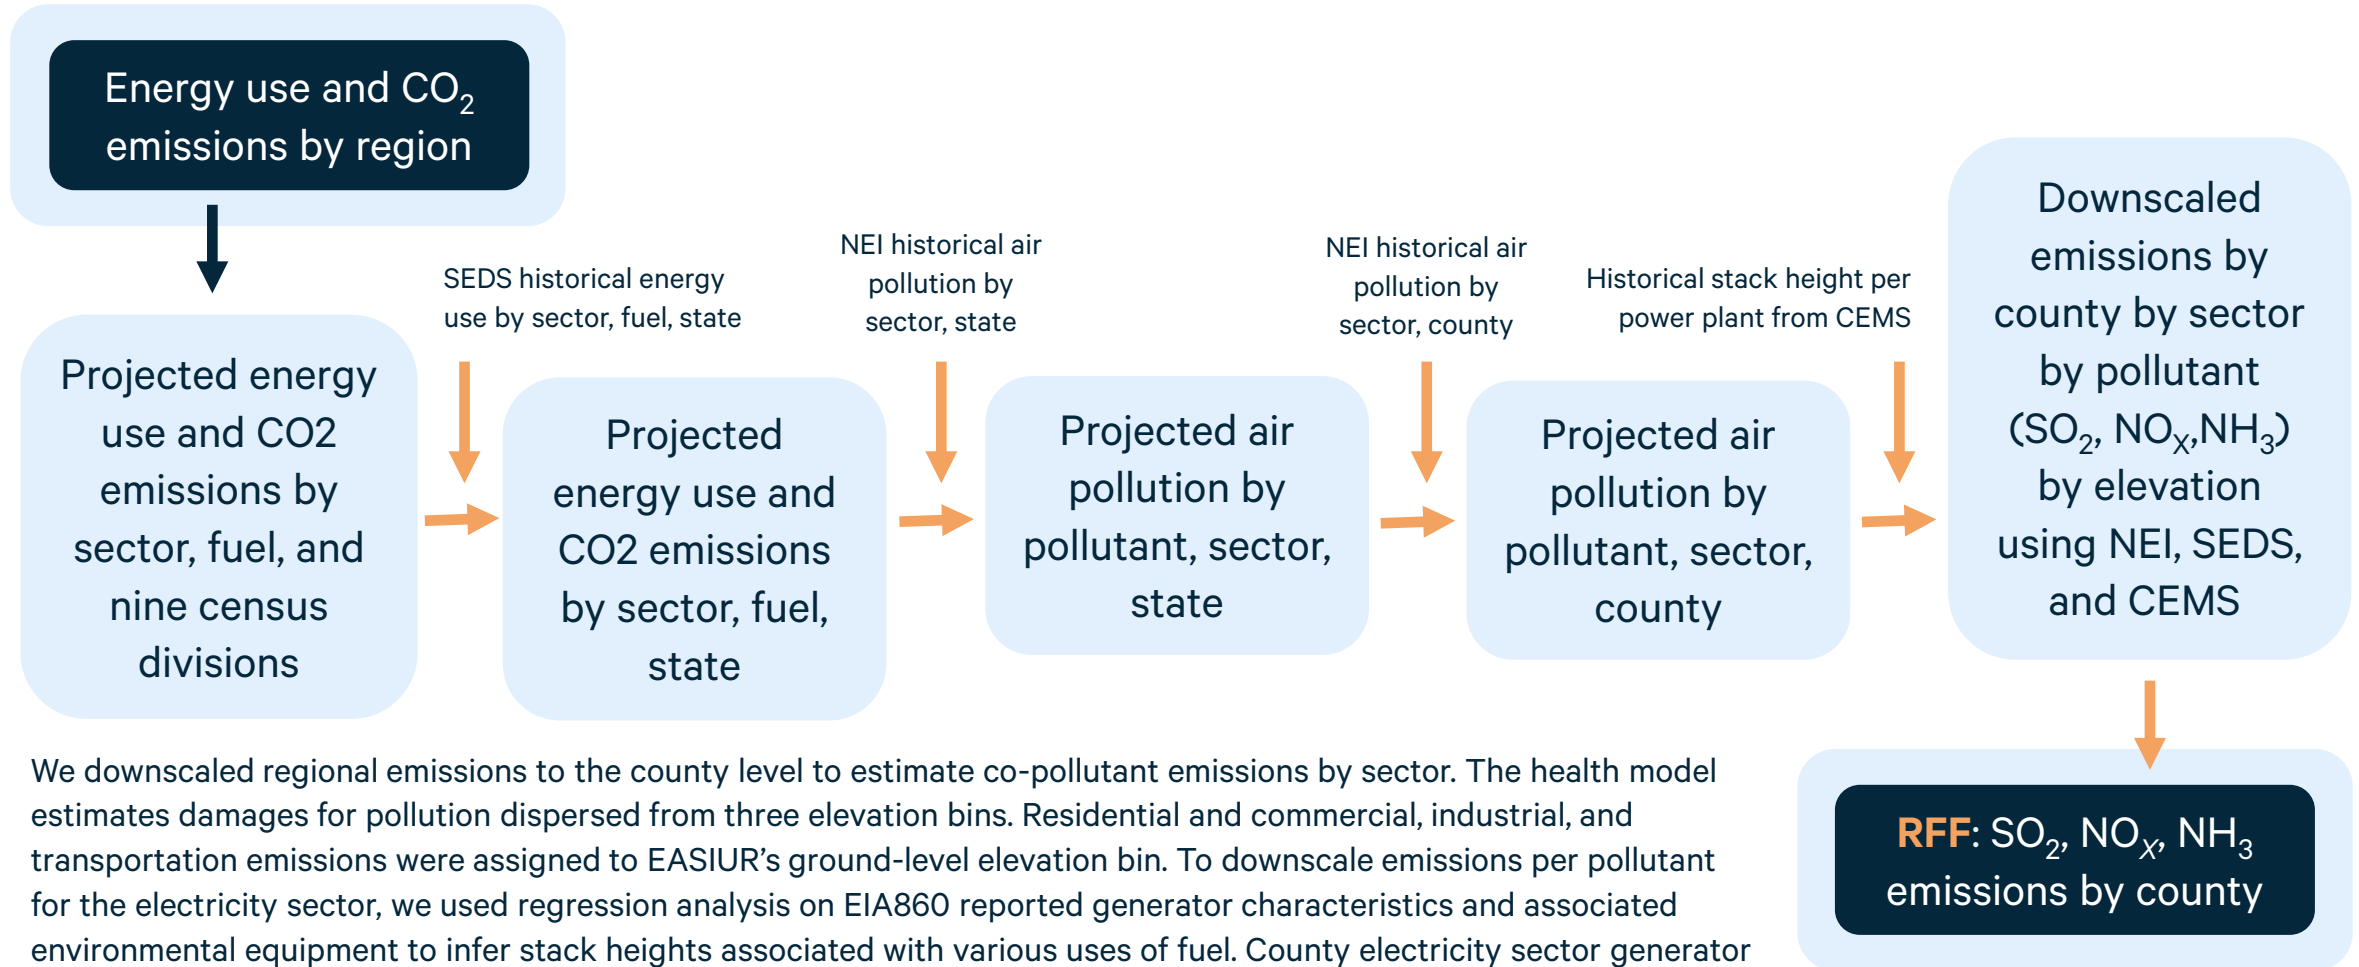 Energy use and CO₂
emissions by region
Projected energy
use and CO2
emissions by
sector, fuel, and
nine census
divisions
SEDS historical energy
use by sector, fuel, state
Projected
energy use and
CO2 emissions
by sector, fuel,
state
NEI historical air
pollution by
sector, state
Projected air
pollution by
pollutant, sector,
state
NEI historical air
pollution by
sector, county
Projected air
pollution by
pollutant, sector,
county
Historical stack height per
power plant from CEMS
Downscaled
emissions by
county by sector
by pollutant
(SO₂, NOₓ,NH₃)
by elevation
using NEI, SEDS,
and CEMS
RFF: SO₂, NOₓ, NH₃
emissions by county
We downscaled regional emissions to the county level to estimate co-pollutant emissions by sector. The health model
estimates damages for pollution dispersed from three elevation bins. Residential and commercial, industrial, and
transportation emissions were assigned to EASIUR’s ground-level elevation bin. To downscale emissions per pollutant
for the electricity sector, we used regression analysis on EIA860 reported generator characteristics and associated
environmental equipment to infer stack heights associated with various uses of fuel. County electricity sector generator